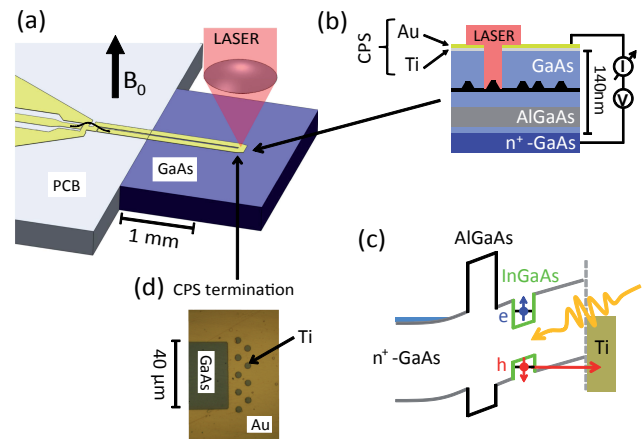 (a)
LASER
B0
PCB
GaAs
1 mm
(b)
CPS
Au
Ti
LASER
GaAs
AlGaAs
n+-GaAs
140nm
I
V
(c)
AlGaAs
InGaAs
e
h
n+-GaAs
Ti
(d)
CPS termination
40 μm
GaAs
Ti
Au